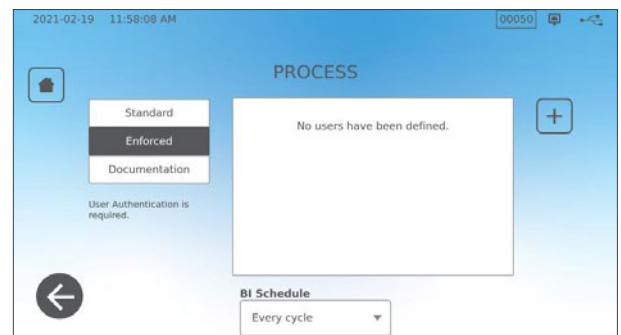 2021-02-19 11:58:08 AM 00050
PROCESS
Standard
Enforced
Documentation
User Authentication is
required.
No users have been defined.
+
BI Schedule
Every cycle